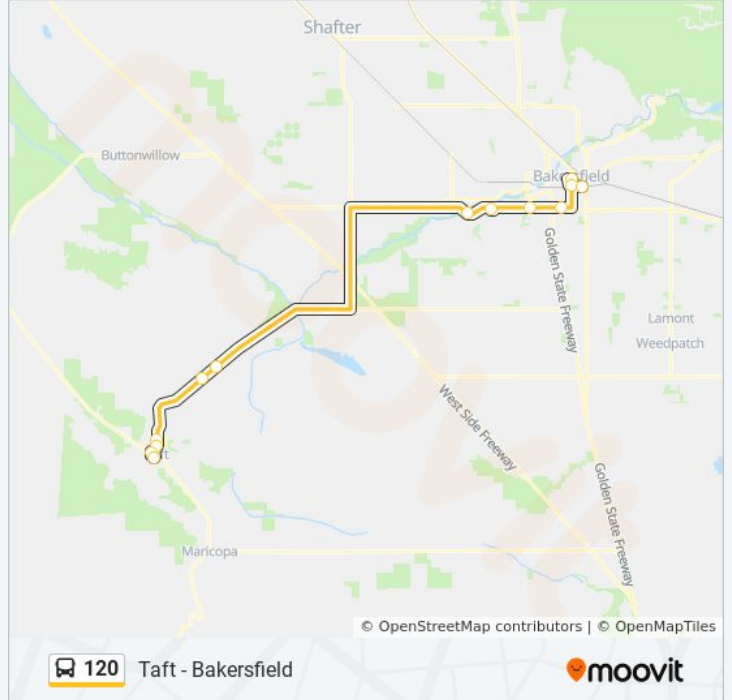 Shafter
Buttonwillow
Bakersfield
Golden State Freeway
Lamont
Weedpatch
West Side Freeway
Golden State Freeway
Maricopa
© OpenStreetMap contributors | © OpenMapTiles
120 Taft - Bakersfield
moovit